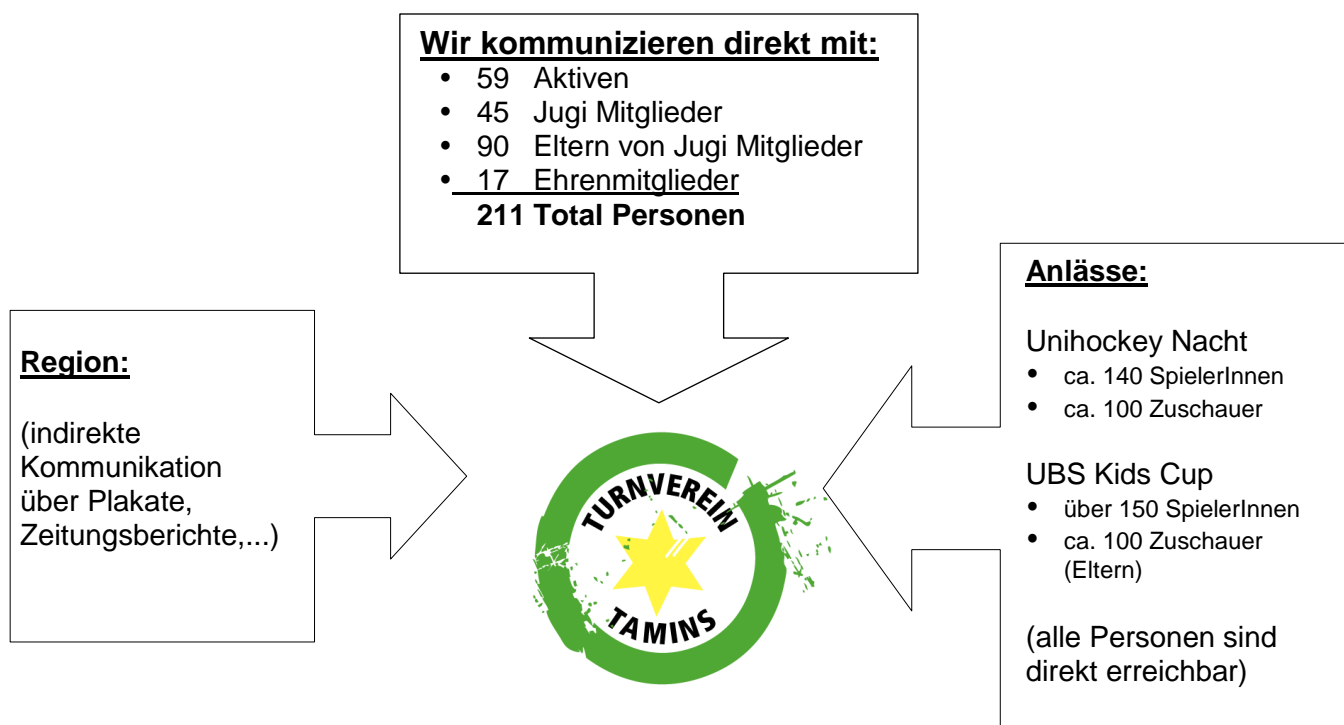 Wir kommunizieren direkt mit:
• 59 Aktiven
• 45 Jugi Mitglieder
• 90 Eltern von Jugi Mitglieder
• 17 Ehrenmitglieder
211 Total Personen
Region:
(indirekte
Kommunikation
über Plakate,
Zeitungsberichte,...)
TURNVEREIN
TAMINS
Anlässe:
Unihockey Nacht
• ca. 140 SpielerInnen
• ca. 100 Zuschauer
UBS Kids Cup
• über 150 SpielerInnen
• ca. 100 Zuschauer
(Eltern)
(alle Personen sind
direkt erreichbar)